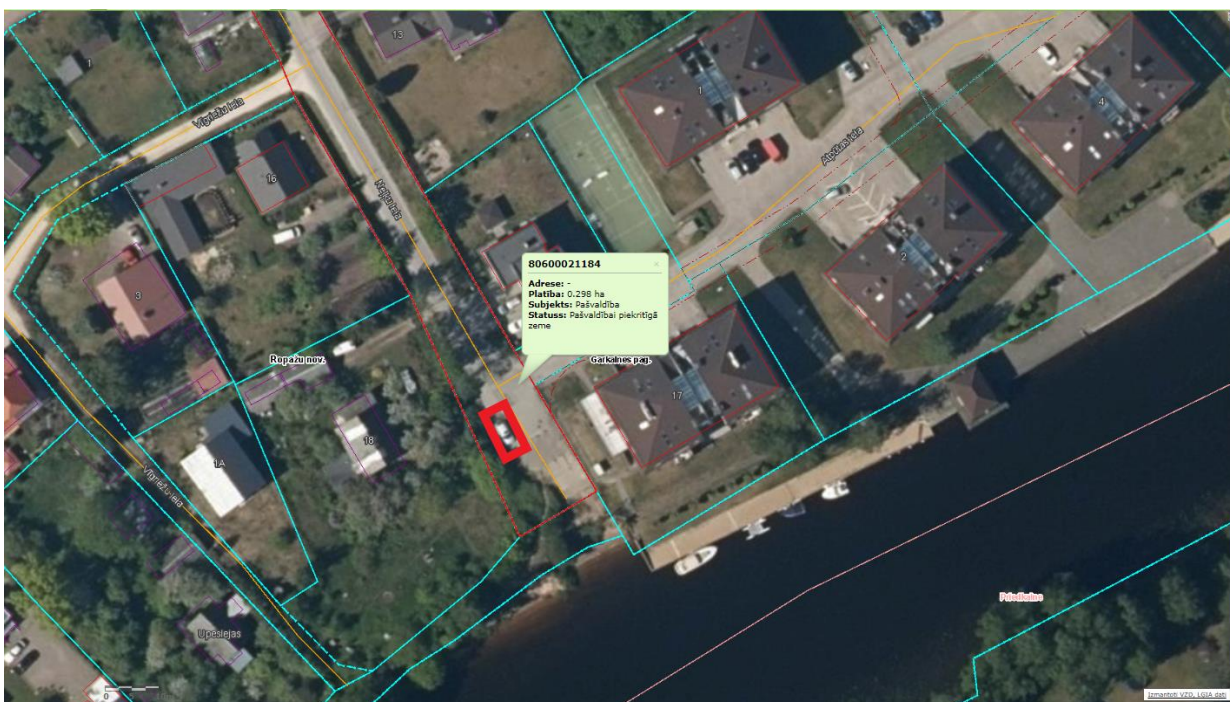 13
1
Vīgriežu iela
1
4
Atpūtas iela
16
Ķeipu iela
2
3
80600021184
Adrese: -
Platība: 0.298 ha
Subjekts: Pašvaldība
Statuss: Pašvaldībai piekritīgā
zeme
Ropažu nov.
Garkalnes pag.
17
18
1A
Vīgriežu iela
Priedkalne
Upeslejas
Izmantoti VZD, LĢIA dati